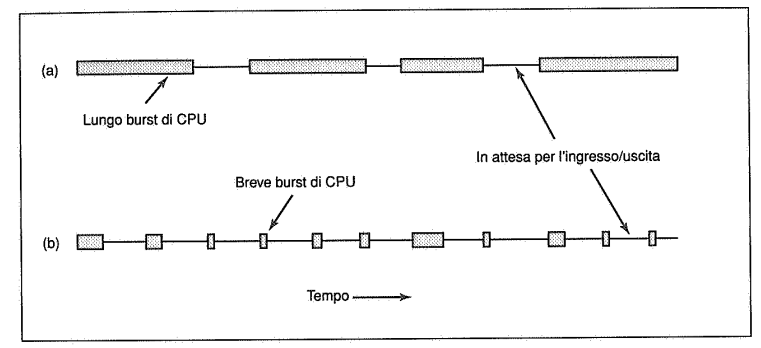 (a)
Lungo burst di CPU
In attesa per l'ingresso/uscita
Breve burst di CPU
(b)
Tempo